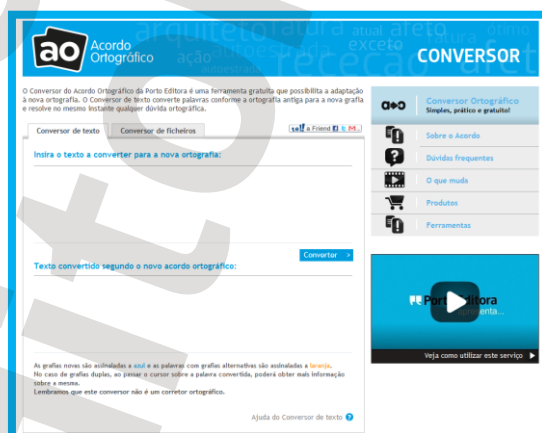 arquitetofatura atual afeto
ótimo
ao Acordo
Ortográfico
ação autoestrada exceto
receção
autoestrada
CONVERSOR
O Conversor do Acordo Ortográfico da Porto Editora é uma ferramenta gratuita que possibilita a adaptação
à nova ortografia. O Conversor de texto converte palavras conforme a ortografia antiga para a nova grafia
e resolve no mesmo instante qualquer dúvida ortográfica.
Conversor de texto Conversor de ficheiros
tell a Friend
Insira o texto a converter para a nova ortografia:
Converter >
Texto convertido segundo o novo acordo ortográfico:
As grafias novas são assinaladas a azul e as palavras com grafias alternativas são assinaladas a laranja.
No caso de grafias duplas, ao passar o cursor sobre a palavra convertida, poderá obter mais informação
sobre a mesma.
Lembramos que este conversor não é um corretor ortográfico.
Ajuda do Conversor de texto ?
Conversor Ortográfico
Simples, prático e gratuito!
Sobre o Acordo
Dúvidas frequentes
O que muda
Produtos
Ferramentas
Porto Editora
apresenta...
Veja como utilizar este serviço